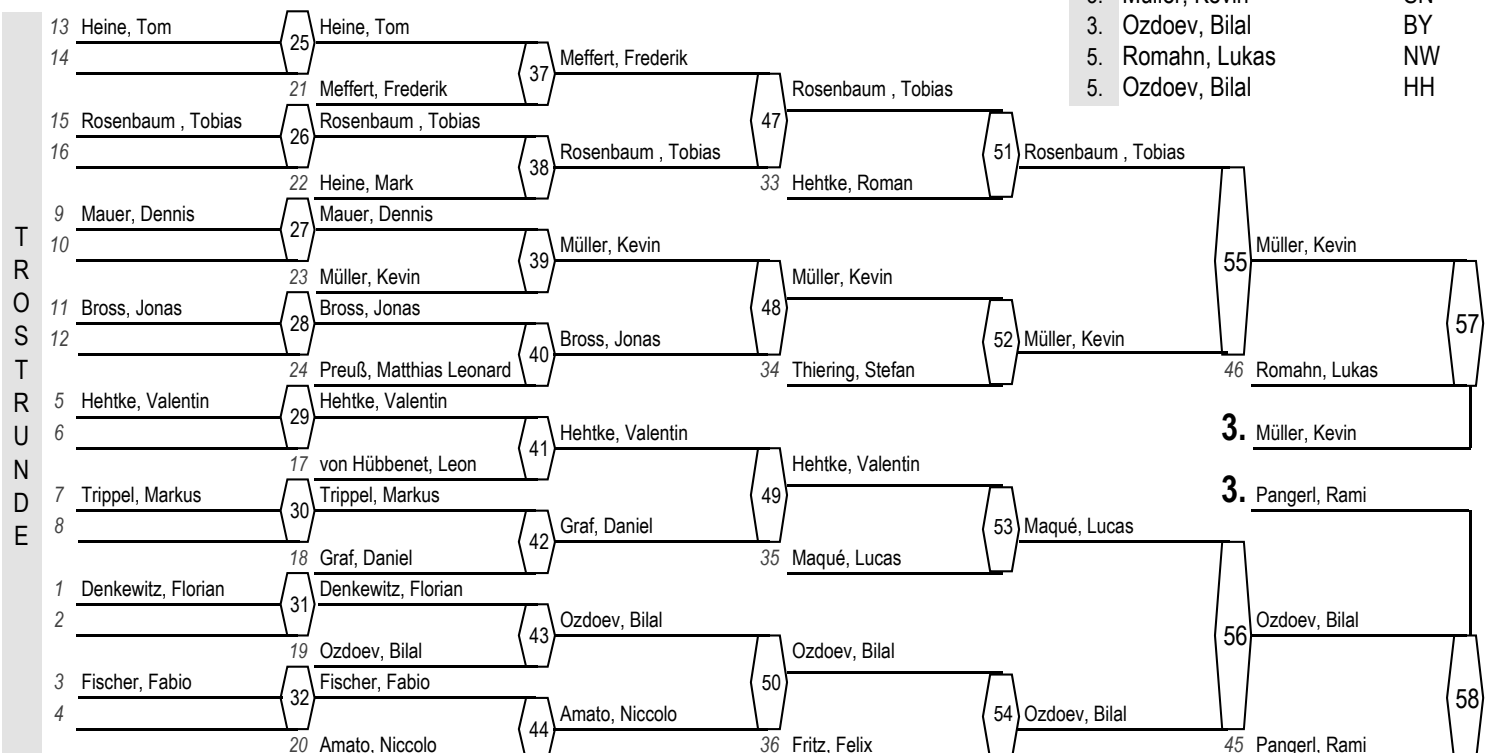 3. Müller, Kevin SN
3. Ozdoev, Bilal BY
5. Romahn, Lukas NW
5. Ozdoev, Bilal HH
TROSTRUNDE
13 Heine, Tom 25 Heine, Tom
14 37 Meffert, Frederik
21 Meffert, Frederik 47 Rosenbaum , Tobias
15 Rosenbaum , Tobias 26 Rosenbaum , Tobias
16 38 Rosenbaum , Tobias 51 Rosenbaum , Tobias
22 Heine, Mark 33 Hehtke, Roman
9 Mauer, Dennis 27 Mauer, Dennis
10 39 Müller, Kevin 55 Müller, Kevin
23 Müller, Kevin 48 Müller, Kevin
11 Bross, Jonas 28 Bross, Jonas 57
12 40 Bross, Jonas 52 Müller, Kevin
24 Preuß, Matthias Leonard 34 Thiering, Stefan 46 Romahn, Lukas
5 Hehtke, Valentin 29 Hehtke, Valentin
6 41 Hehtke, Valentin 3. Müller, Kevin
17 von Hübbenet, Leon 49 Hehtke, Valentin
7 Trippel, Markus 30 Trippel, Markus 3. Pangerl, Rami
8 42 Graf, Daniel 53 Maqué, Lucas
18 Graf, Daniel 35 Maqué, Lucas
1 Denkewitz, Florian 31 Denkewitz, Florian
2 43 Ozdoev, Bilal 56 Ozdoev, Bilal
19 Ozdoev, Bilal 50 Ozdoev, Bilal
3 Fischer, Fabio 32 Fischer, Fabio 58
4 44 Amato, Niccolo 54 Ozdoev, Bilal
20 Amato, Niccolo 36 Fritz, Felix 45 Pangerl, Rami